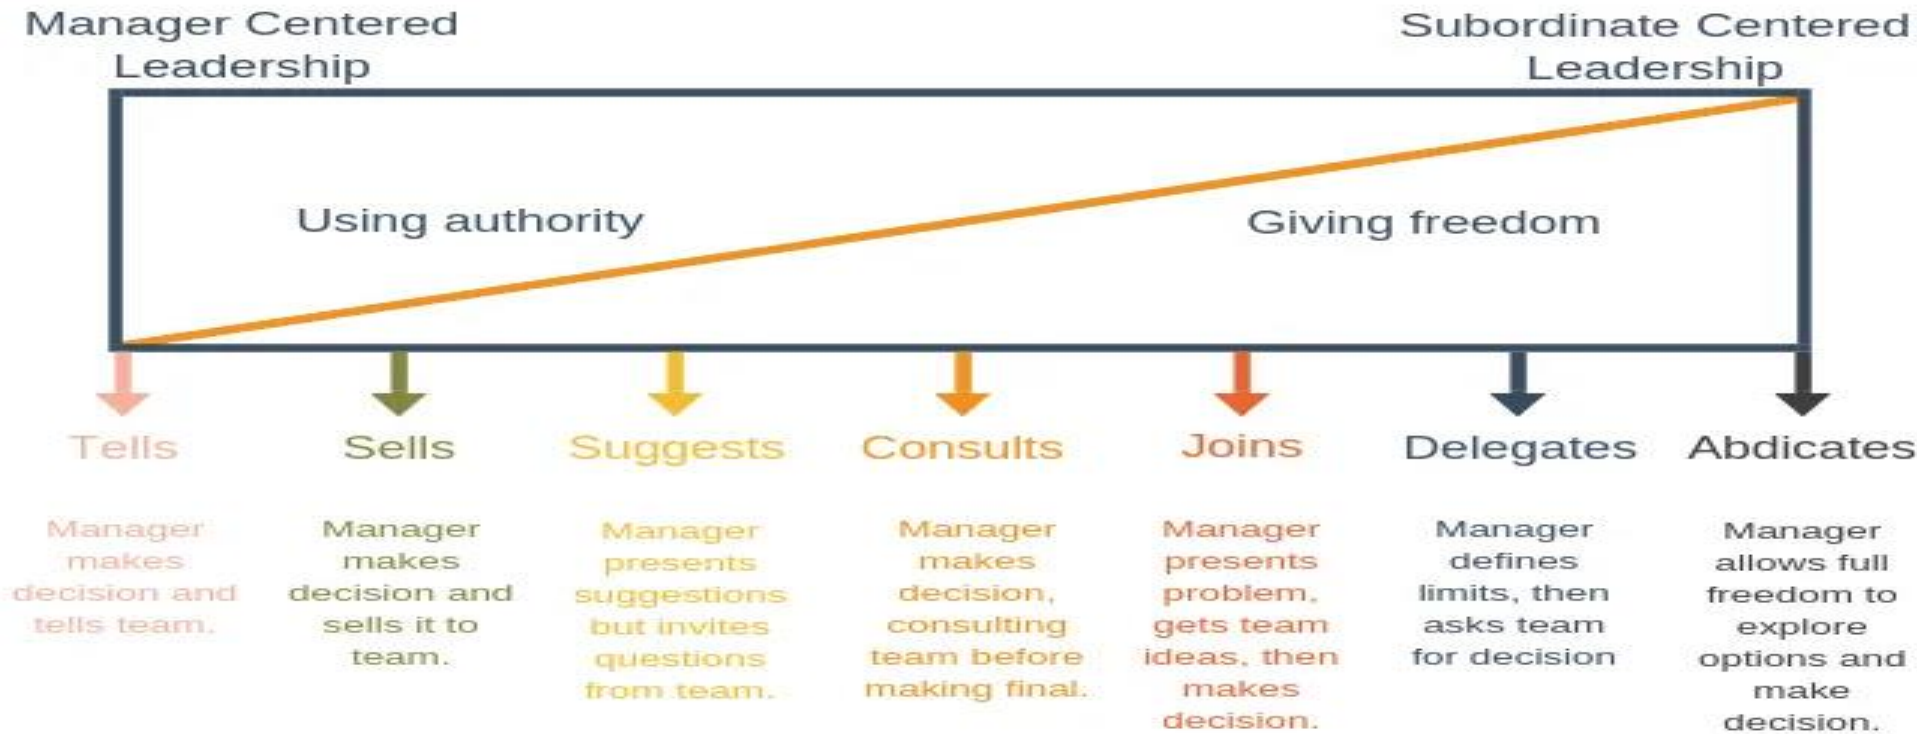 Manager Centered
Leadership
Subordinate Centered
Leadership
Using authority
Giving freedom
Tells
Sells
Suggests
Consults
Joins
Delegates
Abdicates
Manager
makes
decision and
tells team.
Manager
makes
decision and
sells it to
team.
Manager
presents
suggestions
but invites
questions
from team.
Manager
makes
decision,
consulting
team before
making final.
Manager
presents
problem,
gets team
ideas, then
makes
decision.
Manager
defines
limits, then
asks team
for decision
Manager
allows full
freedom to
explore
options and
make
decision.